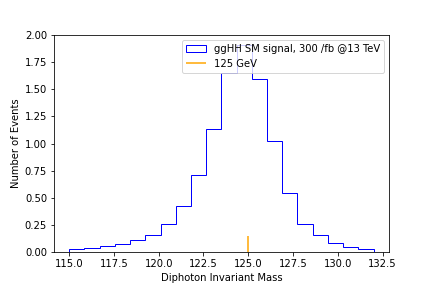 2.00
1.75
1.50
1.25
1.00
0.75
0.50
0.25
0.00
Number of Events
ggHH SM signal, 300 /fb @13 TeV
125 GeV
115.0 117.5 120.0 122.5 125.0 127.5 130.0 132.5
Diphoton Invariant Mass